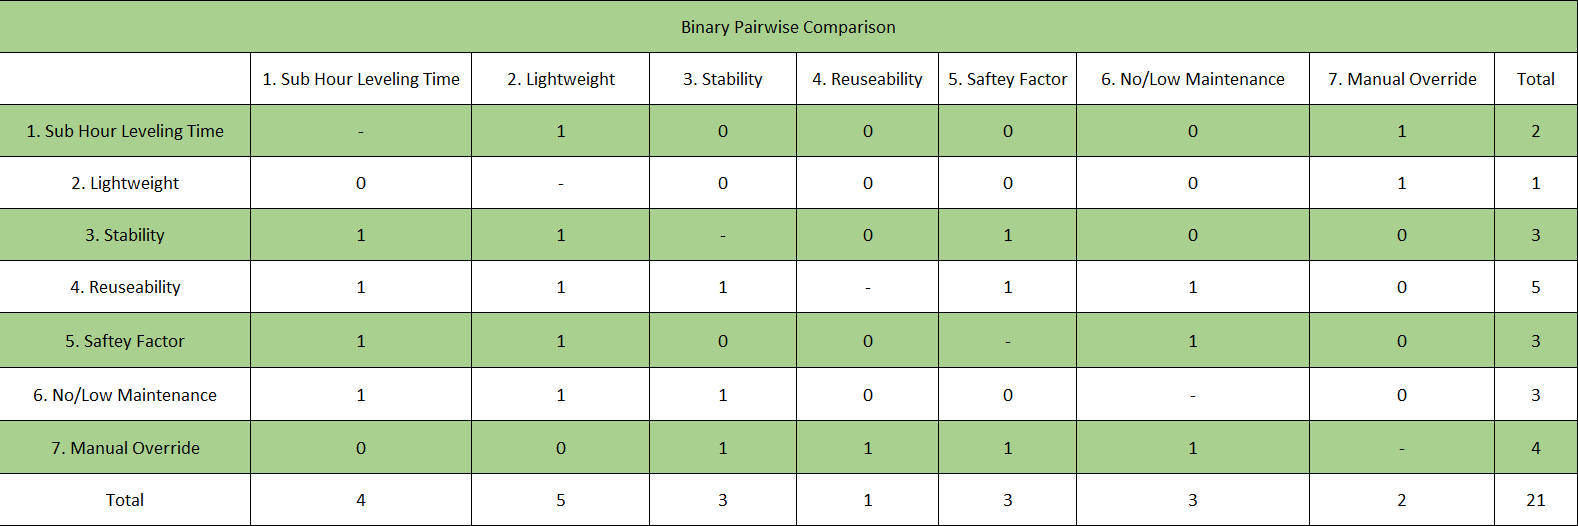 Binary Pairwise Comparison
1. Sub Hour Leveling Time 2. Lightweight 3. Stability 4. Reuseability 5. Saftey Factor 6. No/Low Maintenance 7. Manual Override Total
1. Sub Hour Leveling Time - 1 0 0 0 0 1 2
2. Lightweight 0 - 0 0 0 0 1 1
3. Stability 1 1 - 0 1 0 0 3
4. Reuseability 1 1 1 - 1 1 0 5
5. Saftey Factor 1 1 0 0 - 1 0 3
6. No/Low Maintenance 1 1 1 0 0 - 0 3
7. Manual Override 0 0 1 1 1 1 - 4
Total 4 5 3 1 3 3 2 21